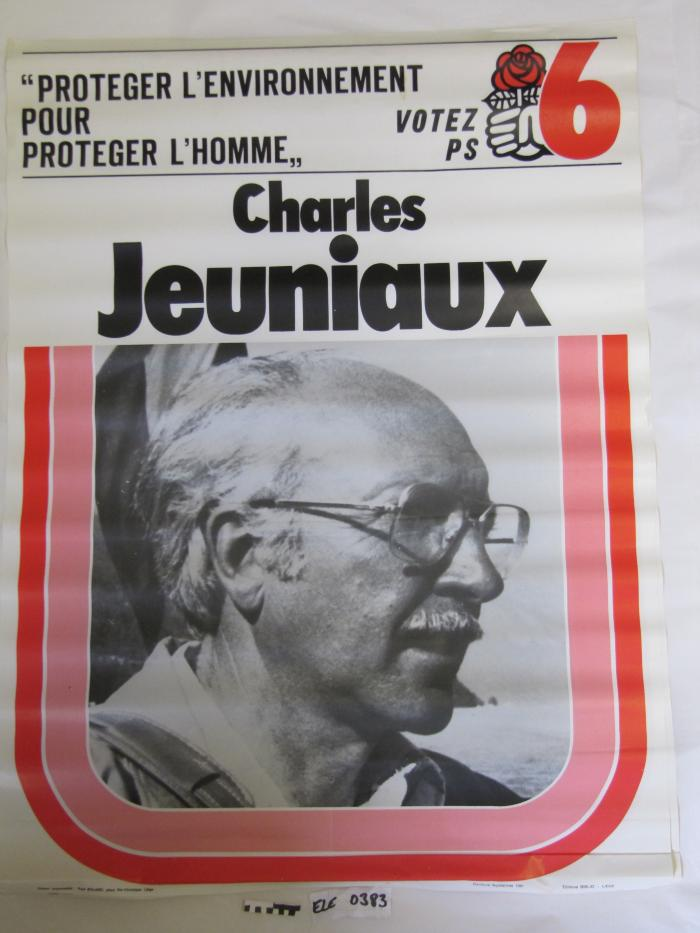 “PROTEGER L'ENVIRONNEMENT
POUR
PROTEGER L'HOMME„
VOTEZ
PS
6
Charles
Jeuniaux
ELE 0383